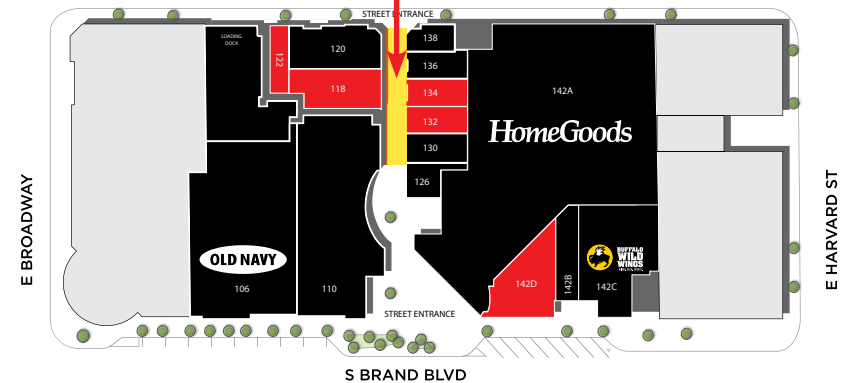 STREET ENTRANCE
LOADING
DOCK
122
120
118
138
136
134
132
130
126
142A
HomeGoods
E BROADWAY
OLD NAVY
106
110
142D
142B
BUFFALO
WILD
WINGS
142C
E HARVARD ST
STREET ENTRANCE
S BRAND BLVD